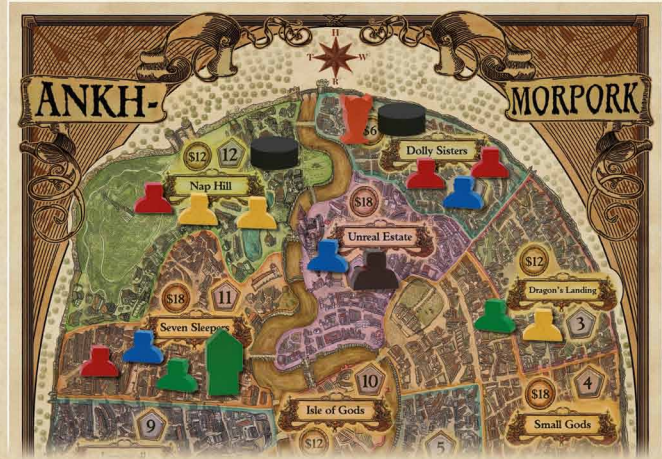 H
T W
R
ANKH-
MORPORK
$6
Dolly Sisters
$12
12
Nap Hill
$18
Unreal Estate
$12
Dragon's Landing
3
$18
11
Seven Sleepers
10
Isle of Gods
$12
4
$18
Small Gods
9
5